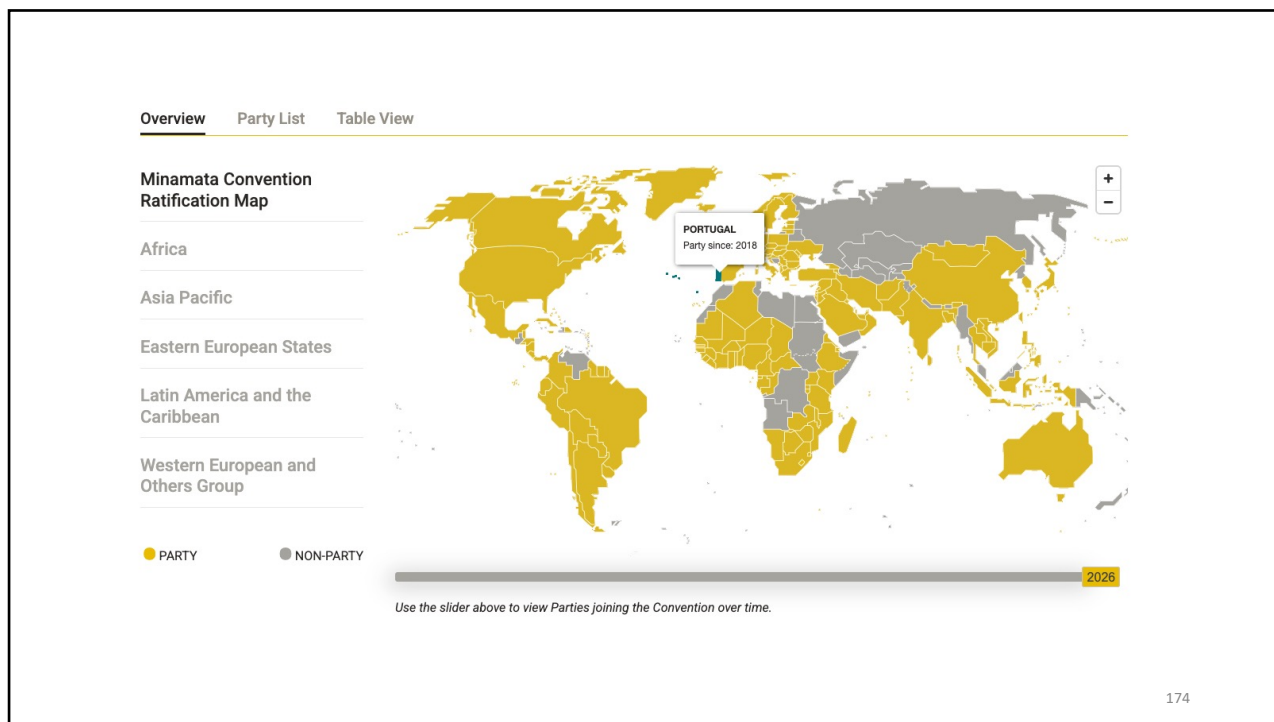 Overview Party List Table View
Minamata Convention
Ratification Map
Africa
Asia Pacific
Eastern European States
Latin America and the
Caribbean
Western European and
Others Group
PARTY NON-PARTY
+
−
PORTUGAL
Party since: 2018
2026
Use the slider above to view Parties joining the Convention over time.
174